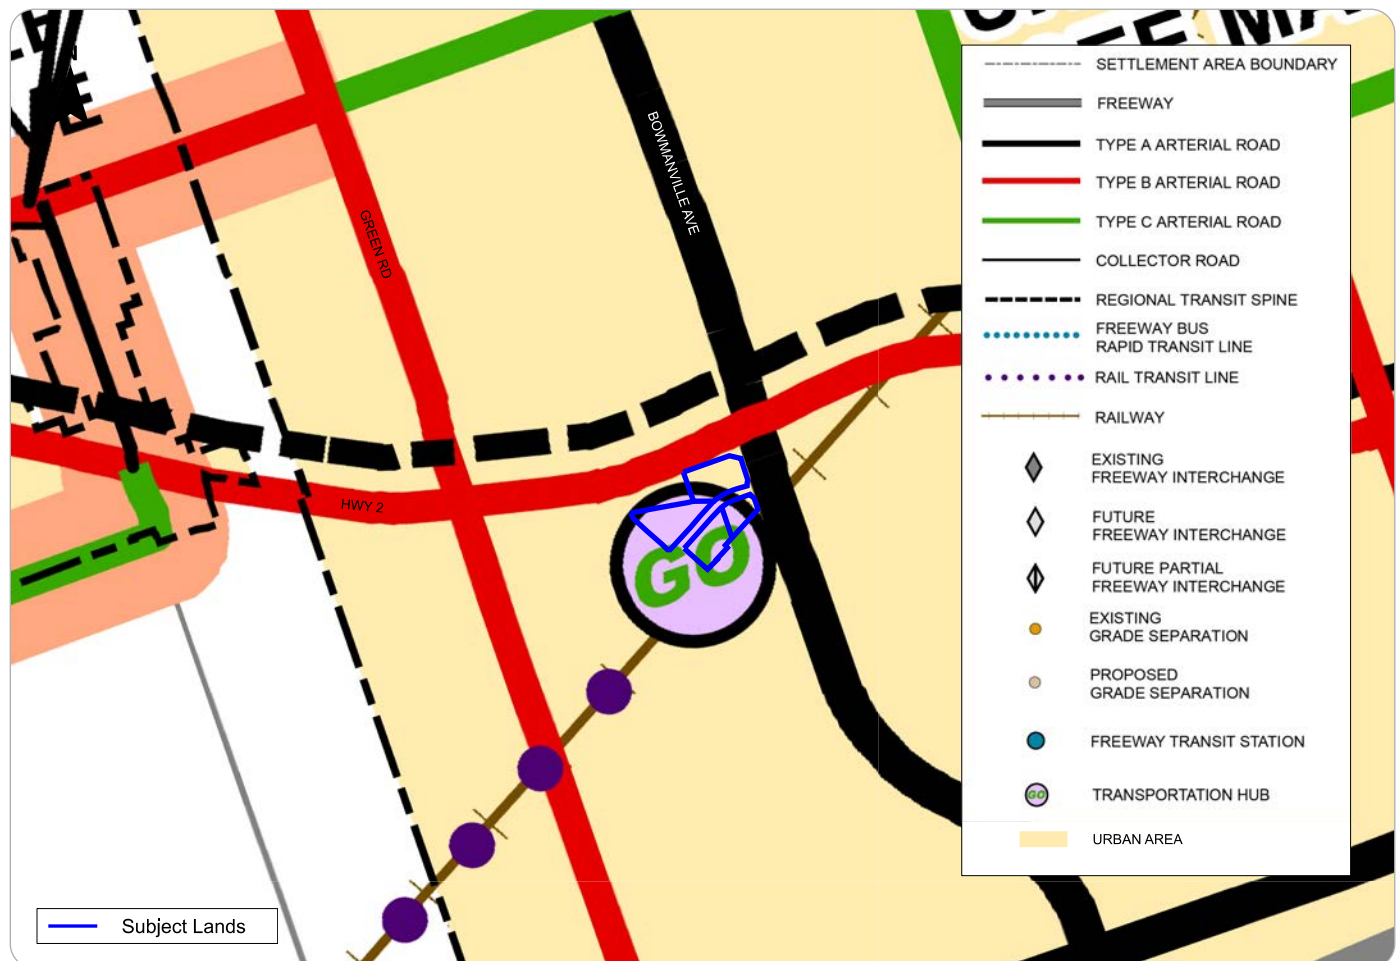 BOWMANVILLE AVE
GREEN RD
HWY 2
GO
SETTLEMENT AREA BOUNDARY
FREEWAY
TYPE A ARTERIAL ROAD
TYPE B ARTERIAL ROAD
TYPE C ARTERIAL ROAD
COLLECTOR ROAD
REGIONAL TRANSIT SPINE
FREEWAY BUS
RAPID TRANSIT LINE
RAIL TRANSIT LINE
RAILWAY
EXISTING
FREEWAY INTERCHANGE
FUTURE
FREEWAY INTERCHANGE
FUTURE PARTIAL
FREEWAY INTERCHANGE
EXISTING
GRADE SEPARATION
PROPOSED
GRADE SEPARATION
FREEWAY TRANSIT STATION
GO
TRANSPORTATION HUB
URBAN AREA
Subject Lands